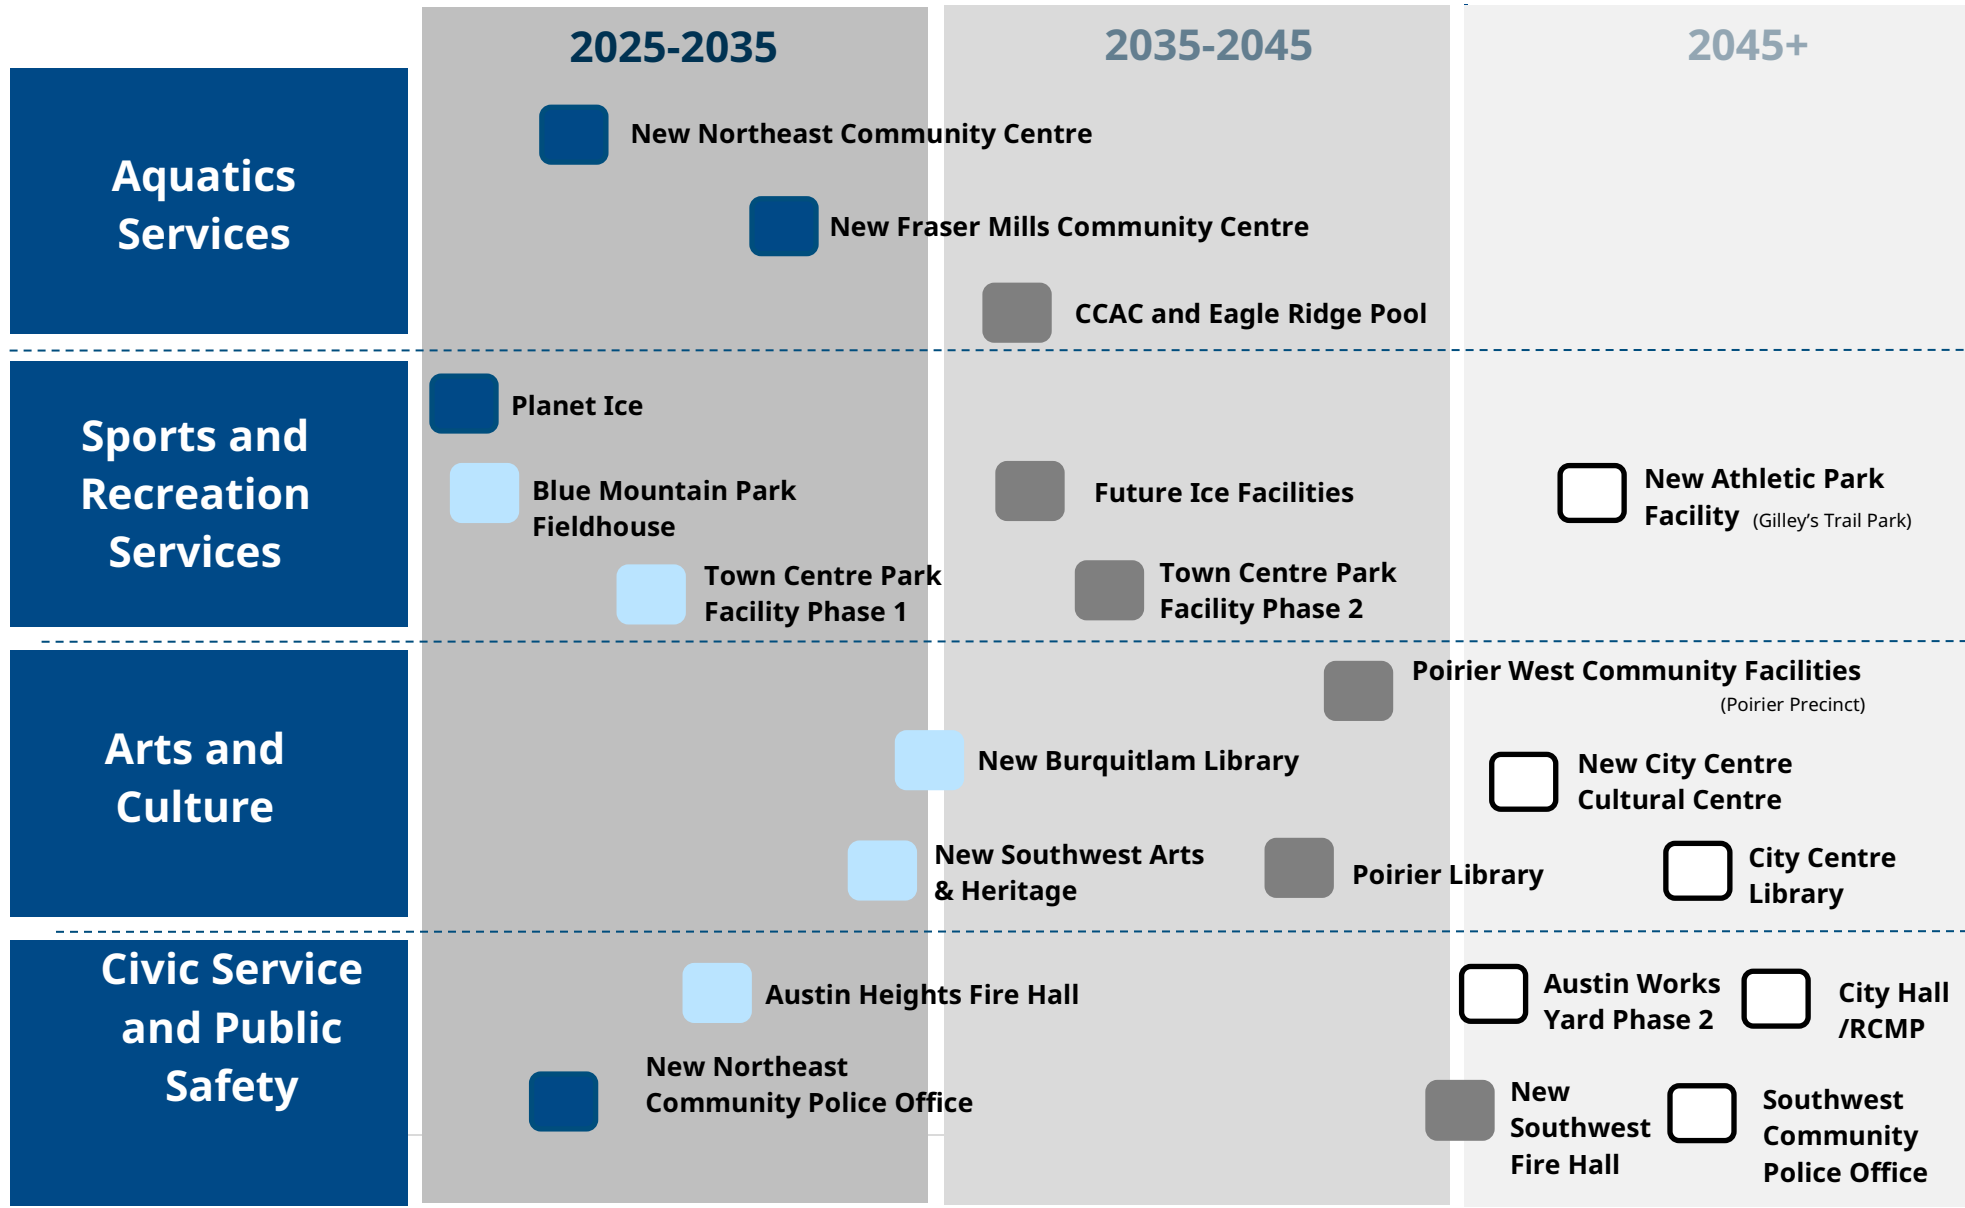 2025-2035
2035-2045
2045+
Aquatics
Services
New Northeast Community Centre
New Fraser Mills Community Centre
CCAC and Eagle Ridge Pool
Sports and
Recreation
Services
Planet Ice
Blue Mountain Park
Fieldhouse
Town Centre Park
Facility Phase 1
Future Ice Facilities
Town Centre Park
Facility Phase 2
New Athletic Park
Facility (Gilley’s Trail Park)
Arts and
Culture
Poirier West Community Facilities
(Poirier Precinct)
New Burquitlam Library
New City Centre
Cultural Centre
New Southwest Arts
& Heritage
Poirier Library
City Centre
Library
Civic Service
and Public
Safety
Austin Heights Fire Hall
New Northeast
Community Police Office
Austin Works
Yard Phase 2
City Hall
/RCMP
New
Southwest
Fire Hall
Southwest
Community
Police Office